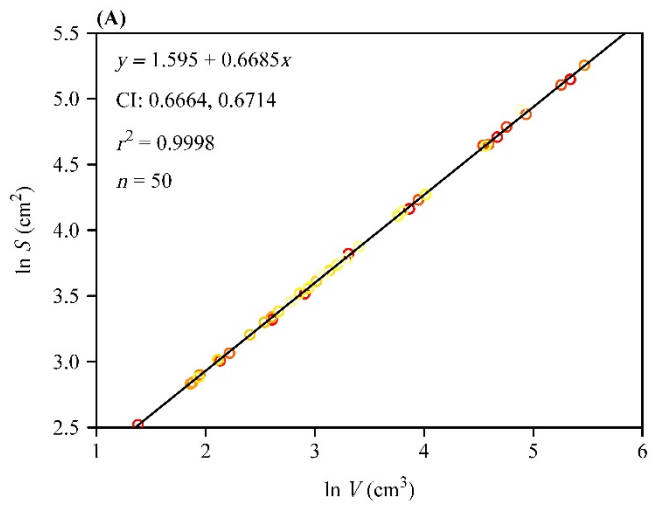 (A)
y = 1.595 + 0.6685x
CI: 0.6664, 0.6714
r² = 0.9998
n = 50
5.5
5.0
4.5
4.0
3.5
3.0
2.5
ln S (cm²)
1 2 3 4 5 6
ln V (cm³)